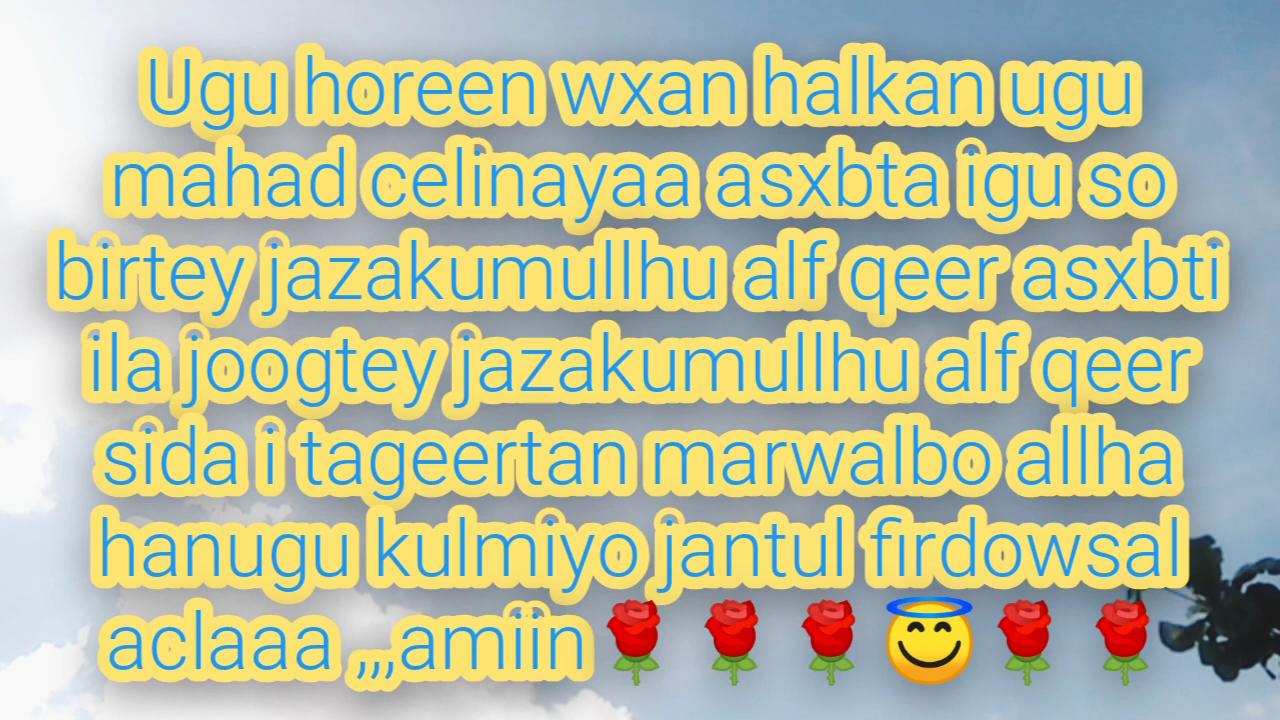 Ugu horeen wxan halkan ugu
mahad celinayaa asxbta igu so
birtey jazakumullhu alf qeer asxbti
ila joogtey jazakumullhu alf qeer
sida i tageertan marwalbo allha
hanugu kulmiyo jantul firdowsal
aclaaa ,,,amiin🌹🌹🌹😇🌹🌹